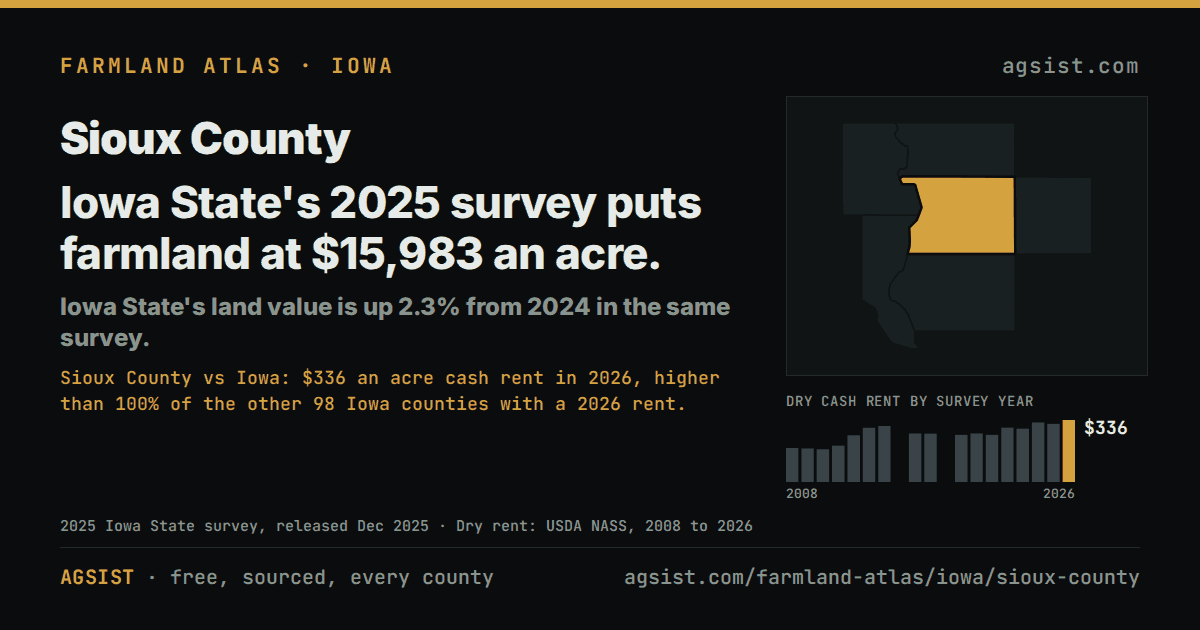 FARMLAND ATLAS · IOWA
agsist.com
Sioux County
Iowa State's 2025 survey puts
farmland at $15,983 an acre.
Iowa State's land value is up 2.3% from 2024 in the same
survey.
Sioux County vs Iowa: $336 an acre cash rent in 2026, higher
than 100% of the other 98 Iowa counties with a 2026 rent.
DRY CASH RENT BY SURVEY YEAR
$336
2008
2026
2025 Iowa State survey, released Dec 2025 · Dry rent: USDA NASS, 2008 to 2026
AGSIST · free, sourced, every county
agsist.com/farmland-atlas/iowa/sioux-county